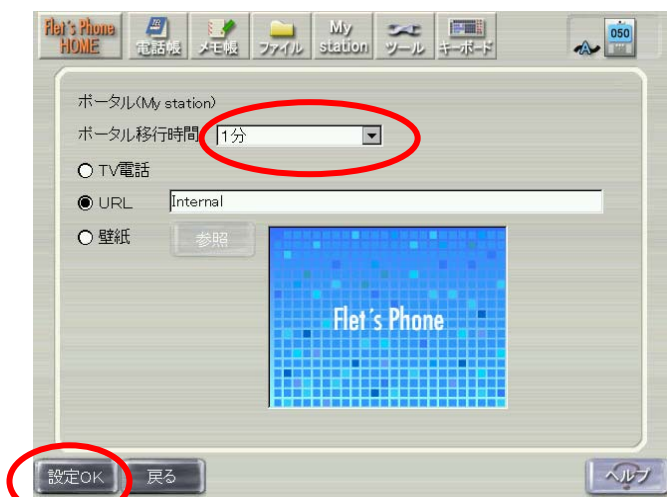 Flet's Phone
HOME
電話帳
メモ帳
ファイル
My
station
ツール
キーボード
050
ポータル(My station)
ポータル移行時間
1分
TV電話
URL
Internal
壁紙
参照
Flet's Phone
設定OK
戻る
ヘルプ